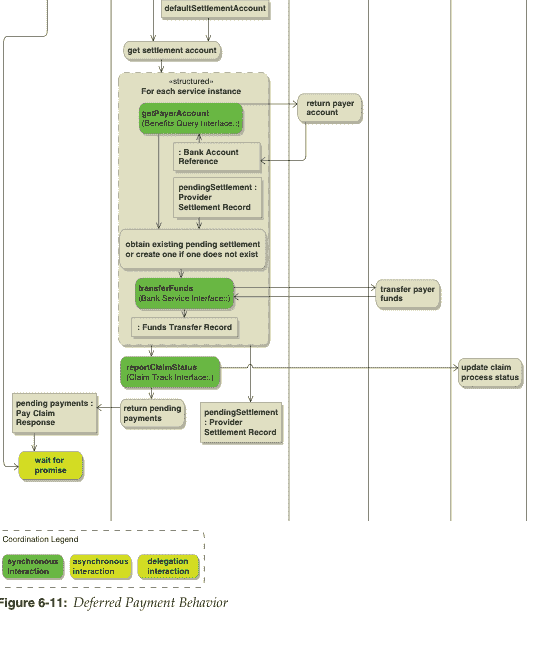 defaultSettlementAccount
get settlement account
«structured»
For each service instance
getPayerAccount
(Benefits Query Interface::)
return payer
account
: Bank Account
Reference
pendingSettlement :
Provider
Settlement Record
obtain existing pending settlement
or create one if one does not exist
transferFunds
(Bank Service Interface::)
transfer payer
funds
: Funds Transfer Record
reportClaimStatus
(Claim Track Interface::)
update claim
process status
pending payments :
Pay Claim
Response
return pending
payments
pendingSettlement
: Provider
Settlement Record
wait for
promise
Coordination Legend
synchronous
interaction
asynchronous
interaction
delegation
interaction
Figure 6-11: Deferred Payment Behavior